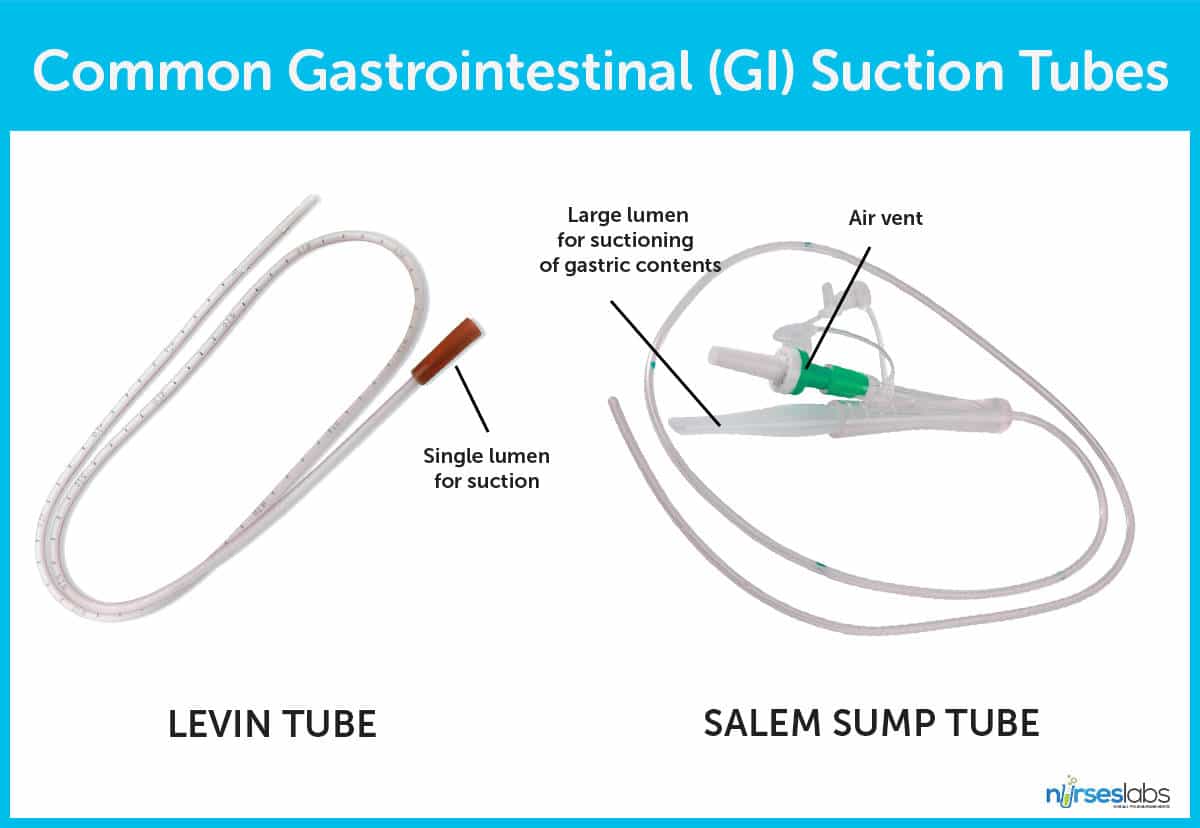 Common Gastrointestinal (GI) Suction Tubes
Large lumen
for suctioning
of gastric contents
Air vent
Single lumen
for suction
LEVIN TUBE
SALEM SUMP TUBE
nurseslabs